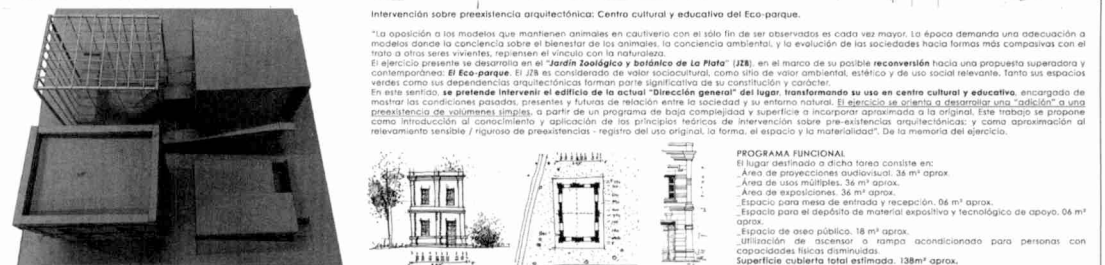 Intervención sobre preexistencia arquitectónica: Centro cultural y educativo del Eco-parque.
"La oposición a los modelos que mantienen animales en cautiverio con el sólo fin de ser observados es cada vez mayor. La época demanda una adecuación a
modelos donde la conciencia sobre el bienestar de los animales, la conciencia ambiental, y la evolución de las sociedades hacia formas más compasivas con el
trato a otros seres vivientes, repiensen el vínculo con la naturaleza.
El ejercicio presente se desarrolla en el "Jardín Zoológico y botánico de La Plata" (JZB), en el marco de su posible reconversión hacia una propuesta superadora y
contemporánea: El Eco-parque. El JZB es considerado de valor sociocultural, como sitio de valor ambiental, estético y de uso social relevante. Tanto sus espacios
verdes como sus dependencias arquitectónicas forman parte significativa de su constitución y carácter.
En este sentido, se pretende intervenir el edificio de la actual "Dirección general" del lugar, transformando su uso en centro cultural y educativo, encargado de
mostrar las condiciones pasadas, presentes y futuras de relación entre la sociedad y su entorno natural. El ejercicio se orienta a desarrollar una "adición" a una
preexistencia de volúmenes simples, a partir de un programa de baja complejidad y superficie a incorporar aproximada a la original. Este trabajo se propone
como introducción al conocimiento y aplicación de los principios teóricos de intervención sobre pre-existencias arquitectónicas; y como aproximación al
relevamiento sensible / riguroso de preexistencias - registro del uso original, la forma, el espacio y la materialidad". De la memoria del ejercicio.
PROGRAMA FUNCIONAL
El lugar destinado a dicha tarea consiste en:
_Área de proyecciones audiovisual. 36 m² aprox.
_Área de usos múltiples. 36 m² aprox.
_Área de exposiciones. 36 m² aprox.
_Espacio para mesa de entrada y recepción. 06 m² aprox.
_Espacio para el depósito de material expositivo y tecnológico de apoyo. 06 m²
aprox.
_Espacio de aseo público. 18 m² aprox.
_Utilización de ascensor o rampa acondicionado para personas con
capacidades físicas disminuidas.
Superficie cubierta total estimada. 138m² aprox.